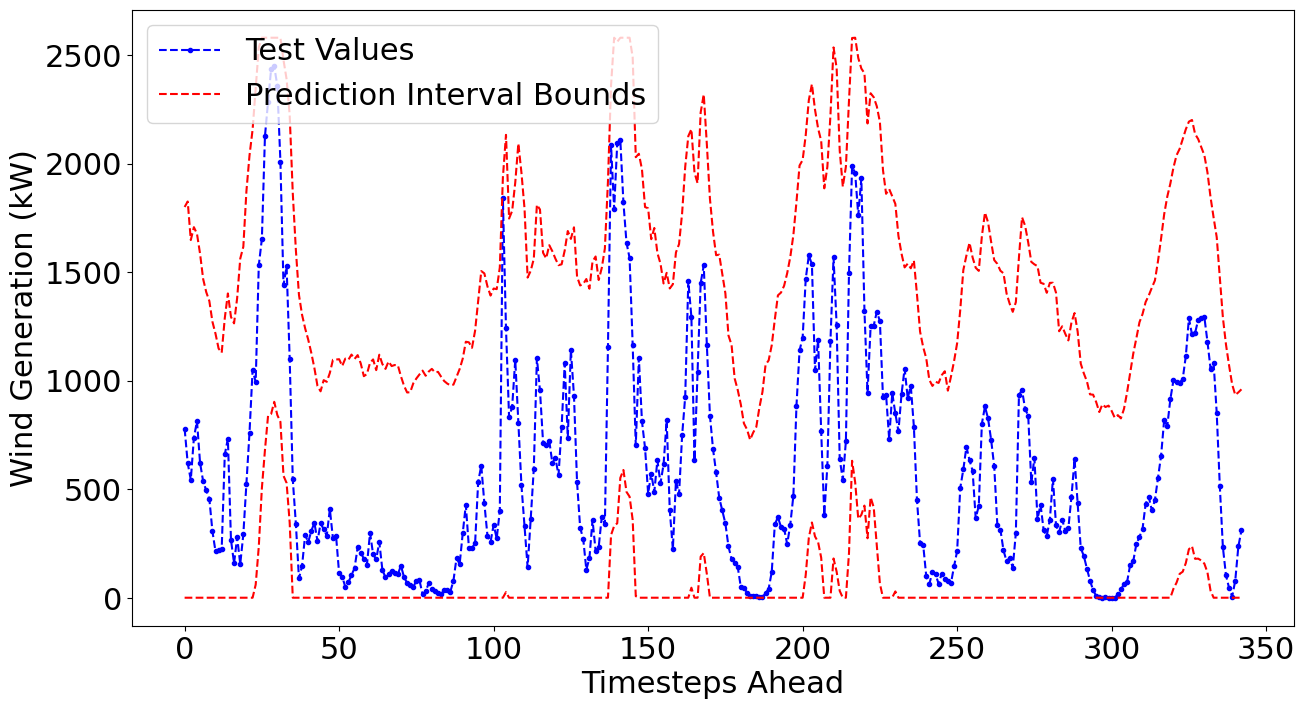 Test Values
Prediction Interval Bounds
Wind Generation (kW)
2500
2000
1500
1000
500
0
0 50 100 150 200 250 300 350
Timesteps Ahead